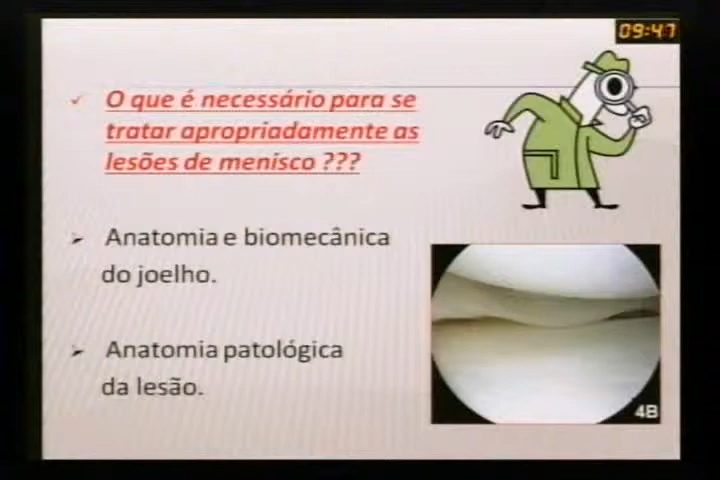 09:47
O que é necessário para se
tratar apropriadamente as
lesões de menisco ???
Anatomia e biomecânica
do joelho.
Anatomia patológica
da lesão.
4B